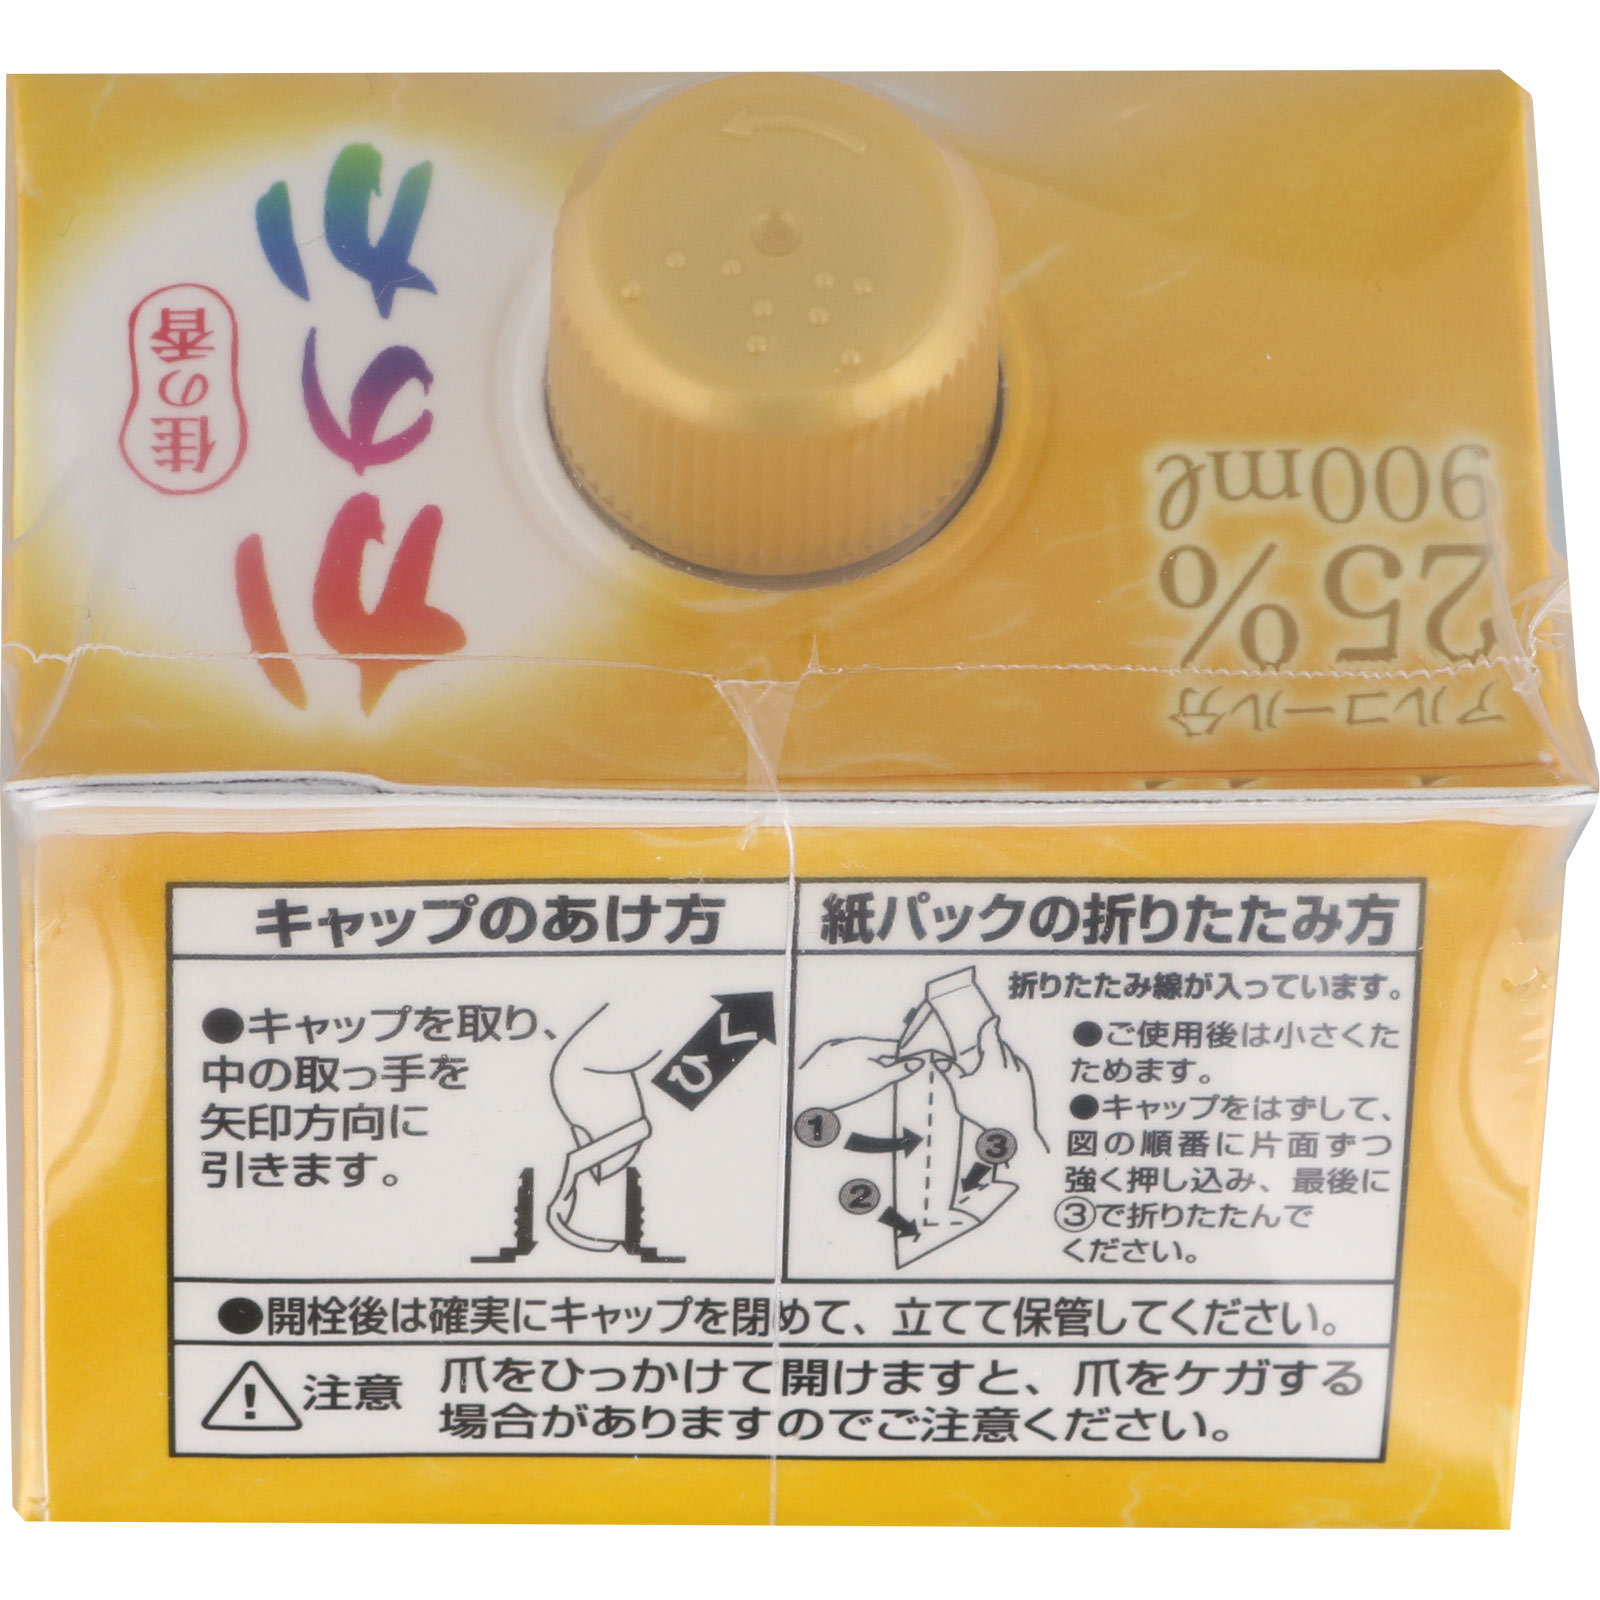 かのか
佳の香
アルコール分
25%
900mℓ
キャップのあけ方
●キャップを取り、
中の取っ手を
矢印方向に
引きます。
ひく
紙パックの折りたたみ方
折りたたみ線が入っています。
●ご使用後は小さくた
ためます。
●キャップをはずして、
図の順番に片面ずつ
強く押し込み、最後に
③で折りたたんで
ください。
1
2
3
●開栓後は確実にキャップを閉めて、立てて保管してください。
注意
爪をひっかけて開けますと、爪をケガする
場合がありますのでご注意ください。